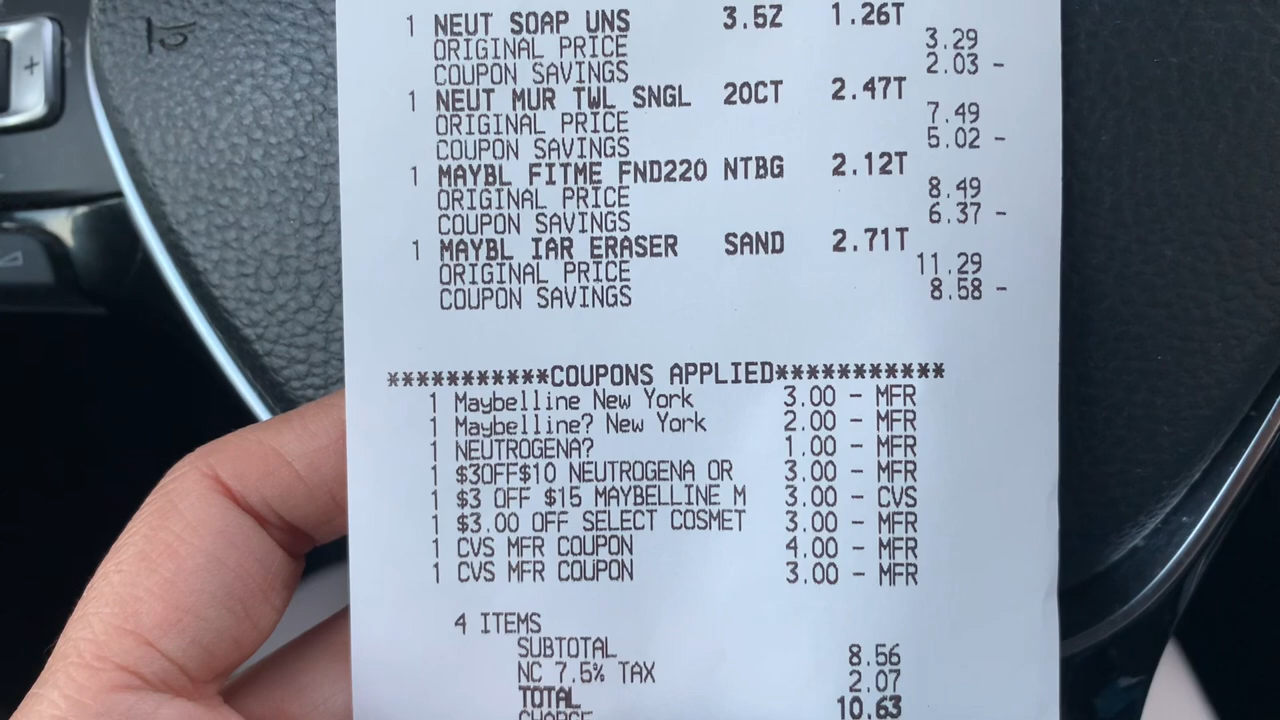 1 NEUT SOAP UNS 3.5Z 1.26T
ORIGINAL PRICE 3.29
COUPON SAVINGS 2.03 -
1 NEUT MUR TWL SNGL 20CT 2.47T
ORIGINAL PRICE 7.49
COUPON SAVINGS 5.02 -
1 MAYBL FITME FND220 NTBG 2.12T
ORIGINAL PRICE 8.49
COUPON SAVINGS 6.37 -
1 MAYBL IAR ERASER SAND 2.71T
ORIGINAL PRICE 11.29
COUPON SAVINGS 8.58 -
***********COUPONS APPLIED***********
1 Maybelline New York 3.00 - MFR
1 Maybelline? New York 2.00 - MFR
1 NEUTROGENA? 1.00 - MFR
1 $3OFF$10 NEUTROGENA OR 3.00 - MFR
1 $3 OFF $15 MAYBELLINE M 3.00 - CVS
1 $3.00 OFF SELECT COSMET 3.00 - MFR
1 CVS MFR COUPON 4.00 - MFR
1 CVS MFR COUPON 3.00 - MFR
4 ITEMS
SUBTOTAL 8.56
NC 7.5% TAX 2.07
TOTAL 10.63
CHARGE